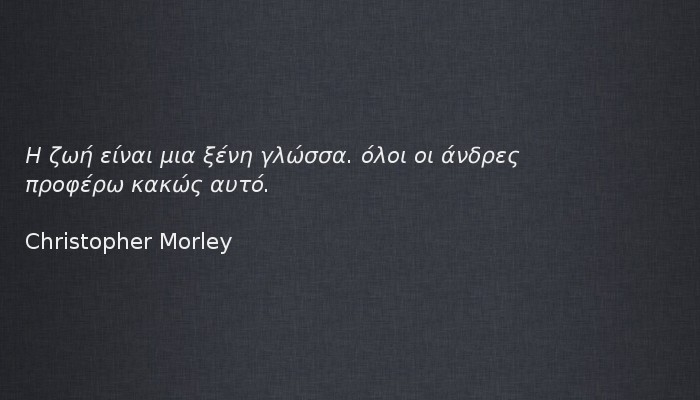 Η ζωή είναι μια ξένη γλώσσα. όλοι οι άνδρες
προφέρω κακώς αυτό.
Christopher Morley